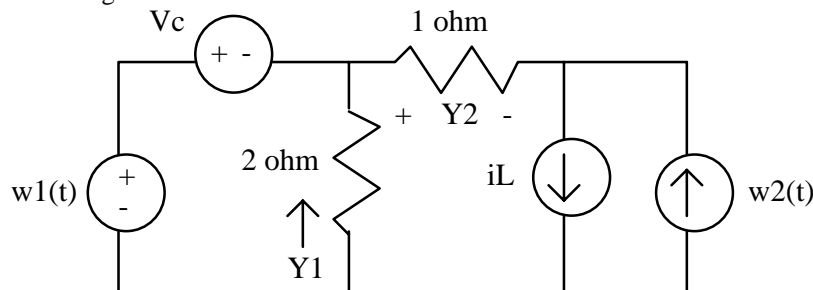 Vc
1 ohm
+ -
+ Y2 -
2 ohm
w1(t)
+
-
iL
w2(t)
Y1